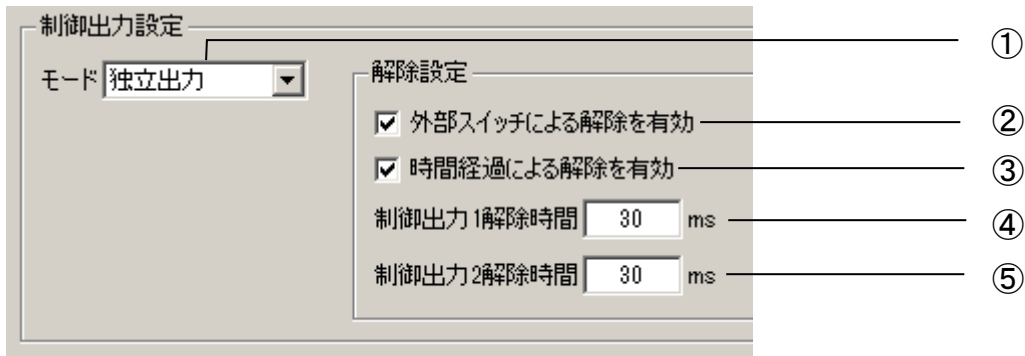 制御出力設定
①
モード 独立出力
解除設定
外部スイッチによる解除を有効 ②
時間経過による解除を有効 ③
制御出力1解除時間 30 ms ④
制御出力2解除時間 30 ms ⑤